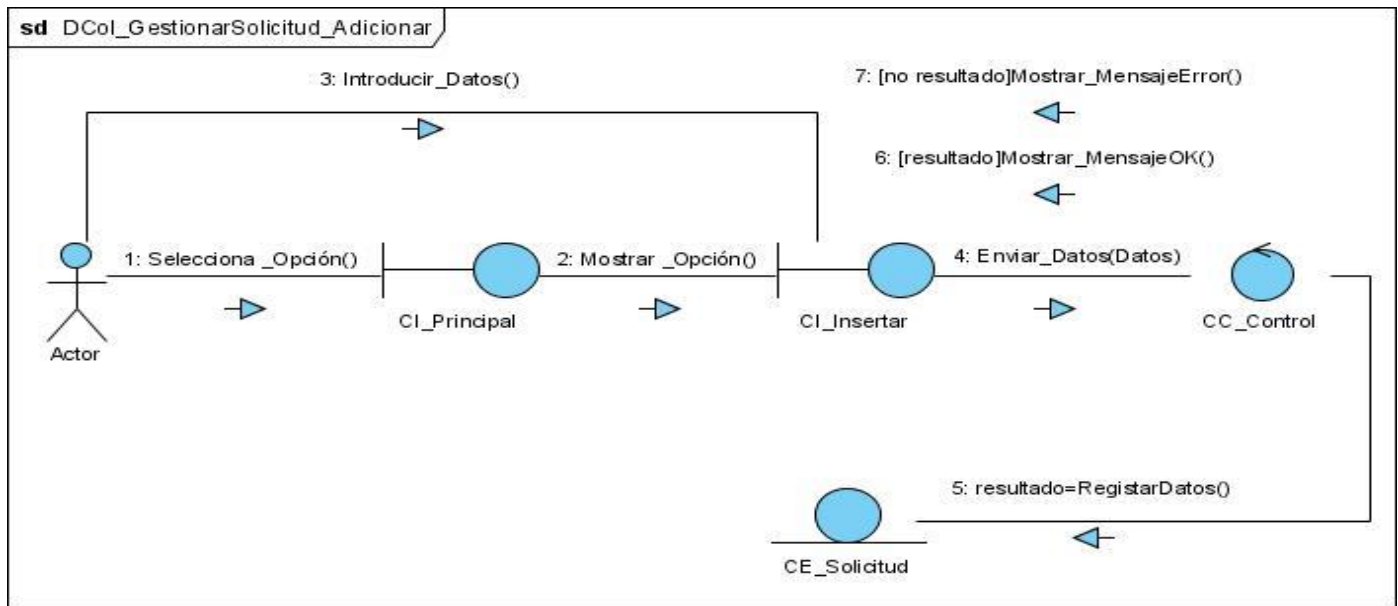 sd DCol_GestionarSolicitud_Adicionar
3: Introducir_Datos()
7: [no resultado]Mostrar_MensajeError()
6: [resultado]Mostrar_MensajeOK()
1: Selecciona _Opción()
2: Mostrar _Opción()
4: Enviar_Datos(Datos)
CI_Principal
CI_Insertar
CC_Control
Actor
5: resultado=RegistarDatos()
CE_Solicitud